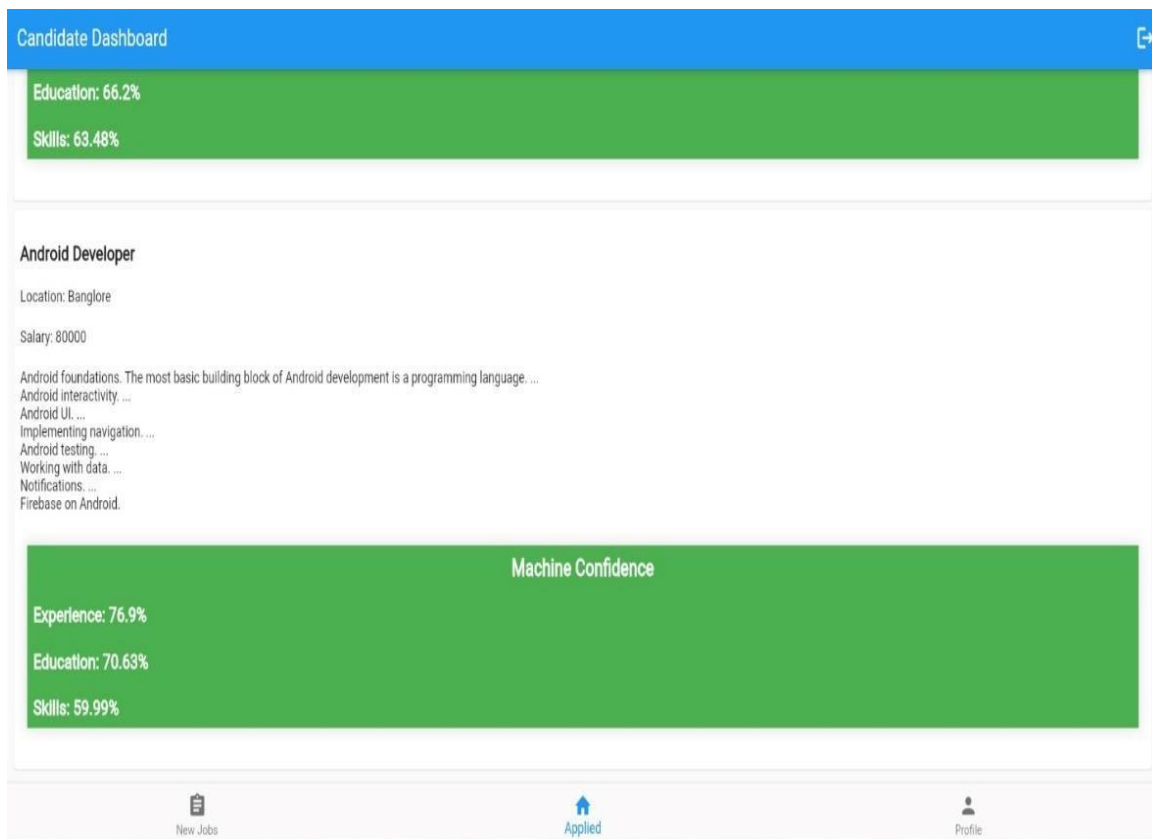 Candidate Dashboard
Education: 66.2%
Skills: 63.48%
Android Developer
Location: Banglore
Salary: 80000
Android foundations. The most basic building block of Android development is a programming language. ...
Android interactivity. ...
Android UI. ...
Implementing navigation. ...
Android testing. ...
Working with data. ...
Notifications. ...
Firebase on Android.
Machine Confidence
Experience: 76.9%
Education: 70.63%
Skills: 59.99%
New Jobs
Applied
Profile